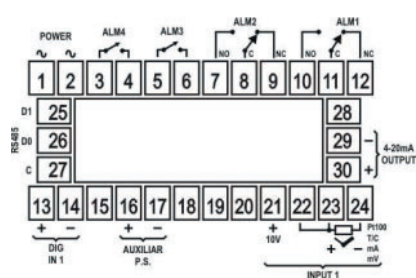 POWER ALM4 ALM3 ALM2 ALM1
NO C NC NO C NC
1 2 3 4 5 6 7 8 9 10 11 12
D1 25 28
RS485 D0 26 29 − 4-20mA
OUTPUT
C 27 30 +
13 14 15 16 17 18 19 20 21 22 23 24
+ − + − + Pt100
10V T/C
+ − mA
mV
DIG AUXILIAR
IN 1 P.S.
INPUT 1